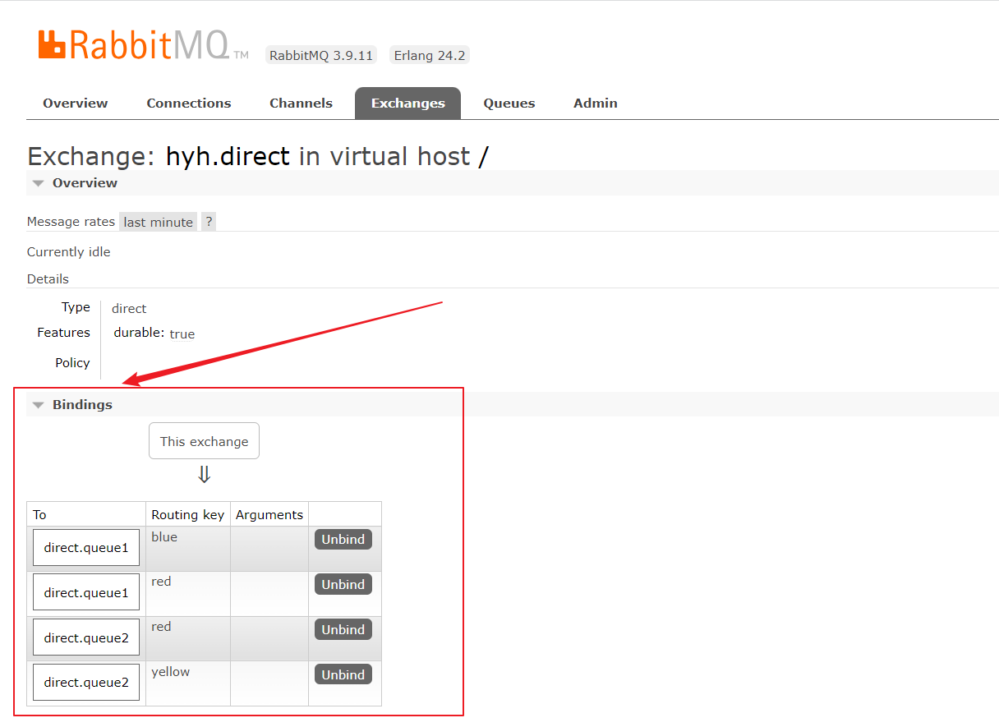 RabbitMQ TM RabbitMQ 3.9.11 Erlang 24.2
Overview Connections Channels Exchanges Queues Admin
Exchange: hyh.direct in virtual host /
Overview
Message rates last minute ?
Currently idle
Details
Type direct
Features durable: true
Policy
Bindings
This exchange
⇓
To Routing key Arguments
direct.queue1 blue Unbind
direct.queue1 red Unbind
direct.queue2 red Unbind
direct.queue2 yellow Unbind